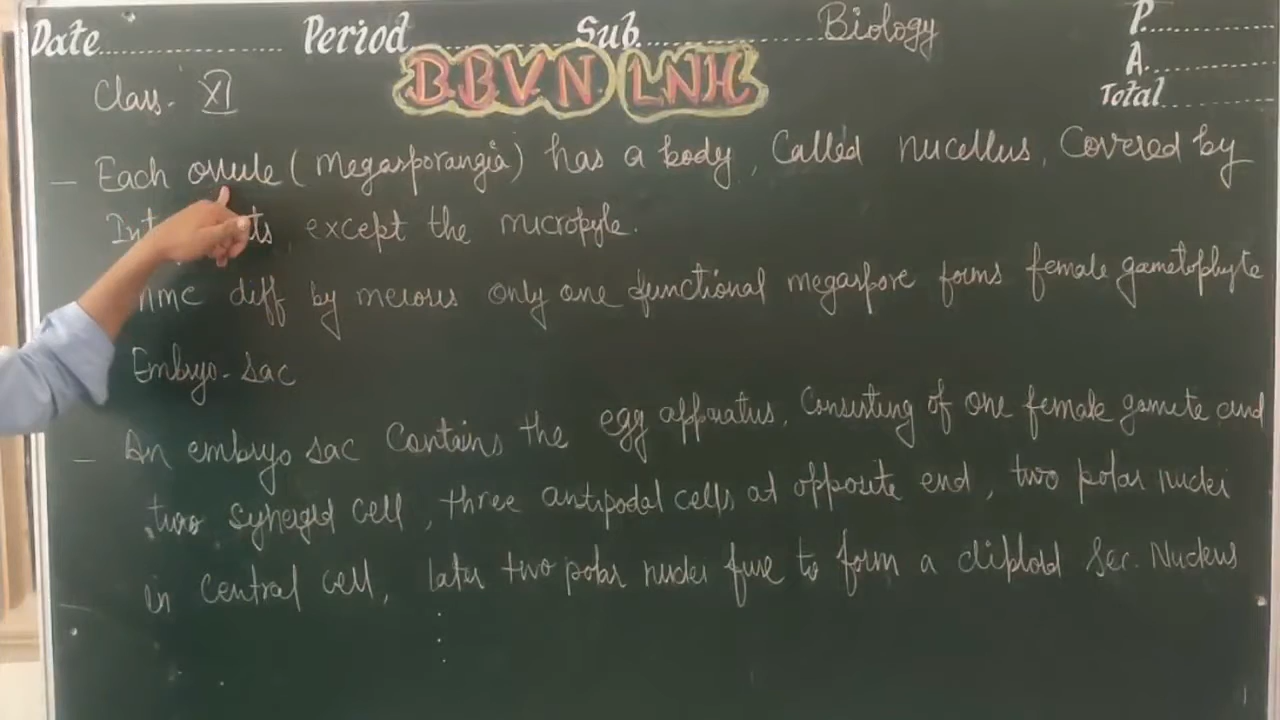 Date Period Sub. Biology P.
A.
Total
BBVN LNH
Class - XI
— Each ovule (Megasporangia) has a body, Called nucellus, Covered by
except the micropyle.
mmc diff by meiosis Only one functional megaspore forms female gametophyte
Embryo-sac
— An embryo sac Contains the egg apparatus, Consisting of one female gamete and
two synergid cell, three antipodal cells at opposite end, two polar nuclei
in Central cell, later two polar nuclei fuse to form a diploid Sec. Nucleus